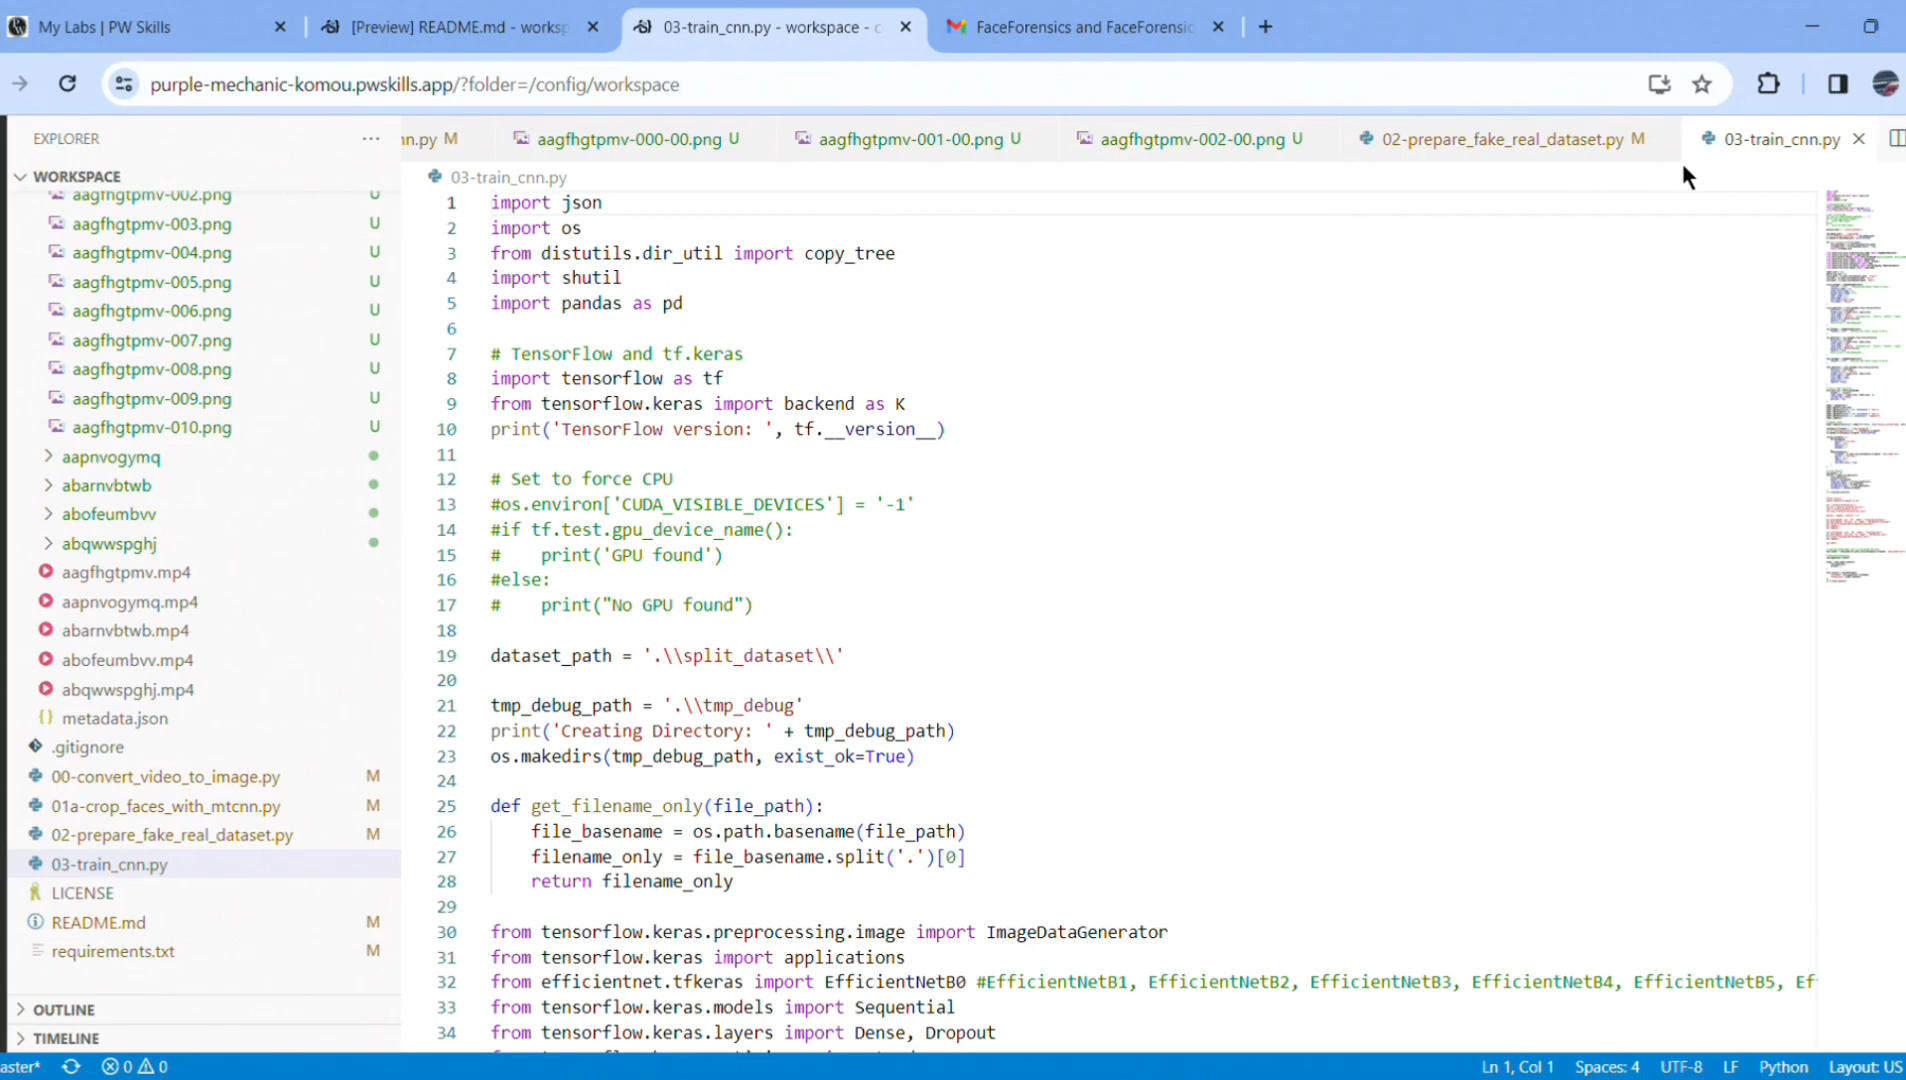 My Labs | PW Skills
[Preview] README.md - worksp
03-train_cnn.py - workspace - c
FaceForensics and FaceForensic
purple-mechanic-komou.pwskills.app/?folder=/config/workspace
EXPLORER
nn.py M
aagfhgtpmv-000-00.png U
aagfhgtpmv-001-00.png U
aagfhgtpmv-002-00.png U
02-prepare_fake_real_dataset.py M
03-train_cnn.py
WORKSPACE
aagfhgtpmv-002.png U
aagfhgtpmv-003.png U
aagfhgtpmv-004.png U
aagfhgtpmv-005.png U
aagfhgtpmv-006.png U
aagfhgtpmv-007.png U
aagfhgtpmv-008.png U
aagfhgtpmv-009.png U
aagfhgtpmv-010.png U
aapnvogymq
abarnvbtwb
abofeumbvv
abqwwspghj
aagfhgtpmv.mp4
aapnvogymq.mp4
abarnvbtwb.mp4
abofeumbvv.mp4
abqwwspghj.mp4
{} metadata.json
.gitignore
00-convert_video_to_image.py M
01a-crop_faces_with_mtcnn.py M
02-prepare_fake_real_dataset.py M
03-train_cnn.py
LICENSE
README.md M
requirements.txt M
OUTLINE
TIMELINE
03-train_cnn.py
1 import json
2 import os
3 from distutils.dir_util import copy_tree
4 import shutil
5 import pandas as pd
6
7 # TensorFlow and tf.keras
8 import tensorflow as tf
9 from tensorflow.keras import backend as K
10 print('TensorFlow version: ', tf.__version__)
11
12 # Set to force CPU
13 #os.environ['CUDA_VISIBLE_DEVICES'] = '-1'
14 #if tf.test.gpu_device_name():
15 #    print('GPU found')
16 #else:
17 #    print("No GPU found")
18
19 dataset_path = '.\\split_dataset\\'
20
21 tmp_debug_path = '.\\tmp_debug'
22 print('Creating Directory: ' + tmp_debug_path)
23 os.makedirs(tmp_debug_path, exist_ok=True)
24
25 def get_filename_only(file_path):
26     file_basename = os.path.basename(file_path)
27     filename_only = file_basename.split('.')[0]
28     return filename_only
29
30 from tensorflow.keras.preprocessing.image import ImageDataGenerator
31 from tensorflow.keras import applications
32 from efficientnet.tfkeras import EfficientNetB0 #EfficientNetB1, EfficientNetB2, EfficientNetB3, EfficientNetB4, EfficientNetB5, Ef
33 from tensorflow.keras.models import Sequential
34 from tensorflow.keras.layers import Dense, Dropout
aster* 0 0
Ln 1, Col 1 Spaces: 4 UTF-8 LF Python Layout: US